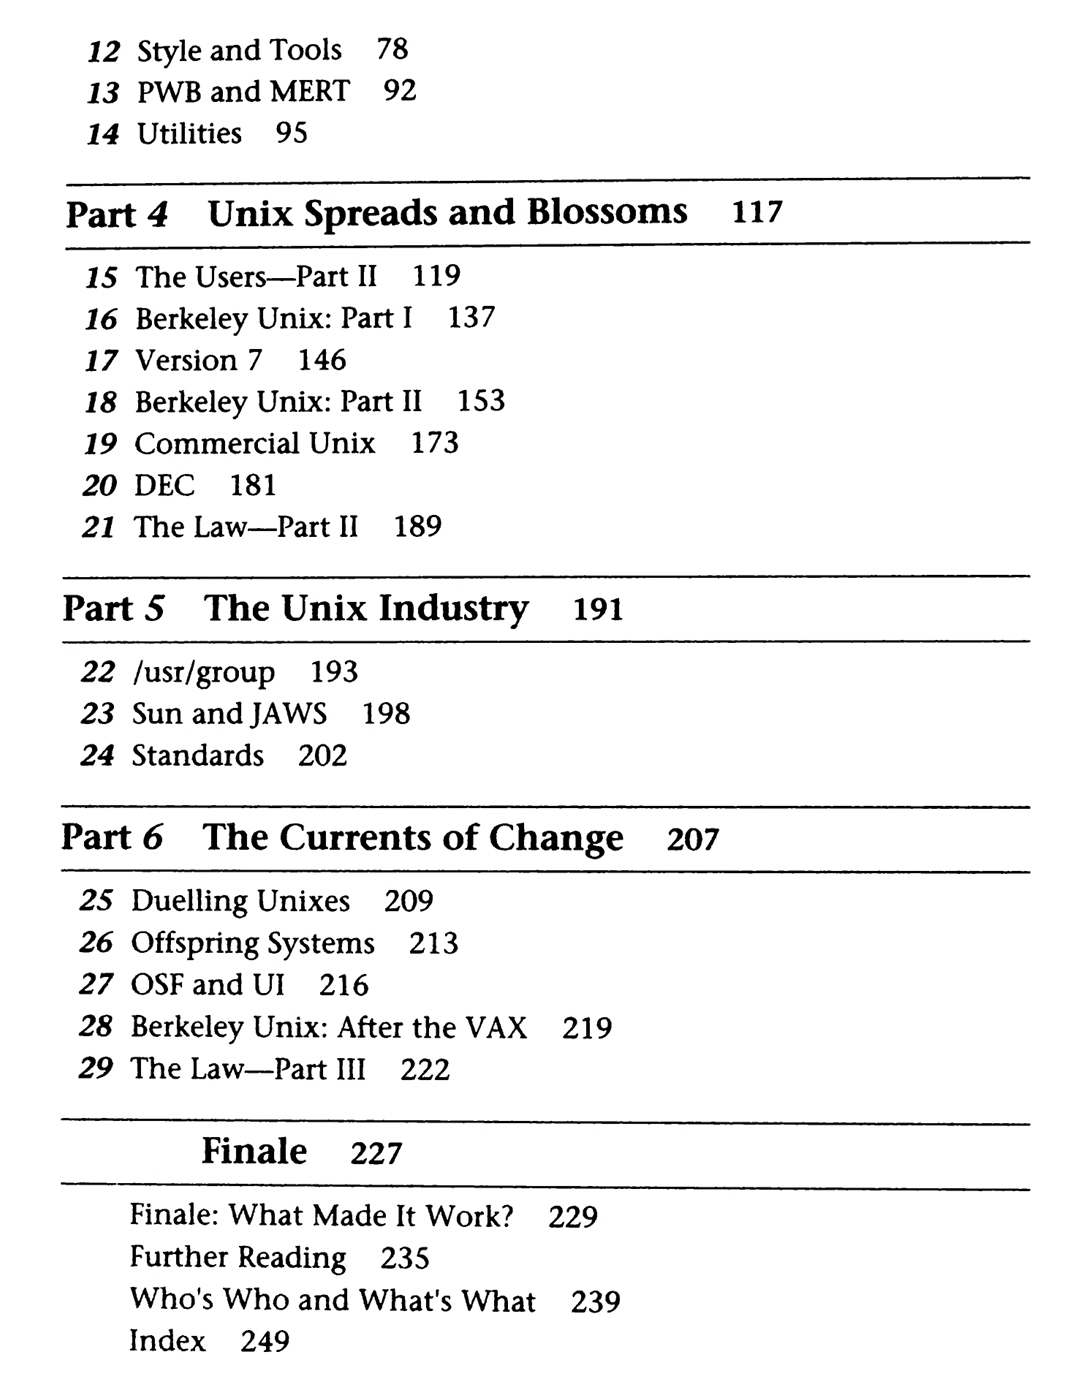 12 Style and Tools 78
13 PWB and MERT 92
14 Utilities 95
Part 4 Unix Spreads and Blossoms 117
15 The Users—Part II 119
16 Berkeley Unix: Part I 137
17 Version 7 146
18 Berkeley Unix: Part II 153
19 Commercial Unix 173
20 DEC 181
21 The Law—Part II 189
Part 5 The Unix Industry 191
22 /usr/group 193
23 Sun and JAWS 198
24 Standards 202
Part 6 The Currents of Change 207
25 Duelling Unixes 209
26 Offspring Systems 213
27 OSF and UI 216
28 Berkeley Unix: After the VAX 219
29 The Law—Part III 222
Finale 227
Finale: What Made It Work? 229
Further Reading 235
Who's Who and What's What 239
Index 249